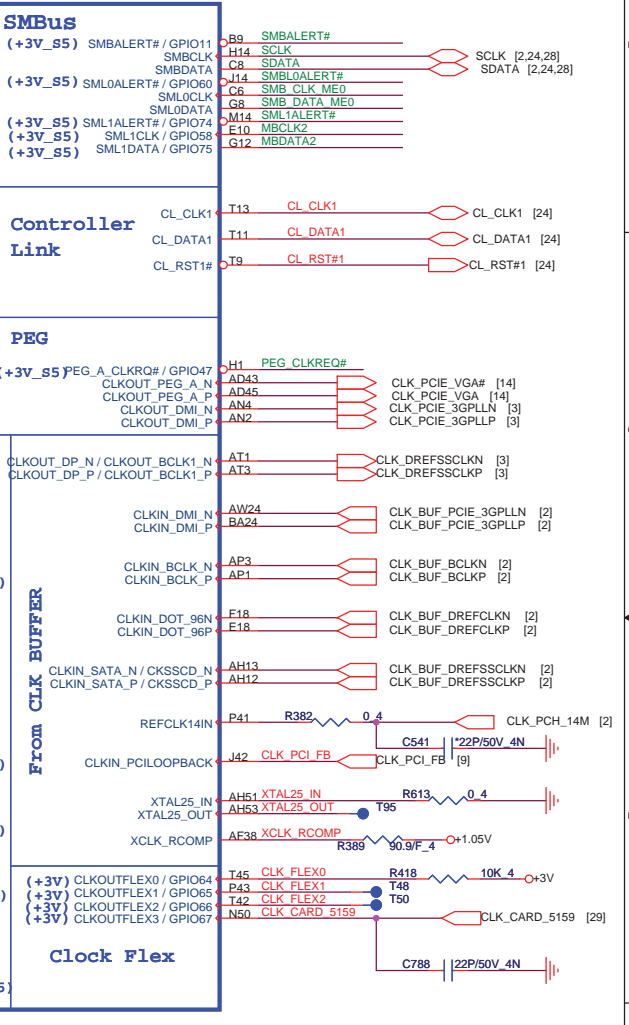 SMBus
(+3V_S5) SMBALERT# / GPIO11 B9 SMBALERT#
SMBCLK H14 SCLK SCLK [2,24,28]
SMBDATA C8 SDATA SDATA [2,24,28]
(+3V_S5) SML0ALERT# / GPIO60 J14 SMBL0ALERT#
SML0CLK C6 SMB_CLK_ME0
SML0DATA G8 SMB_DATA_ME0
(+3V_S5) SML1ALERT# / GPIO74 M14 SML1ALERT#
(+3V_S5) SML1CLK / GPIO58 E10 MBCLK2
(+3V_S5) SML1DATA / GPIO75 G12 MBDATA2
Controller
Link
CL_CLK1 T13 CL_CLK1 CL_CLK1 [24]
CL_DATA1 T11 CL_DATA1 CL_DATA1 [24]
CL_RST1# T9 CL_RST#1 CL_RST#1 [24]
PEG
(+3V_S5) PEG_A_CLKRQ# / GPIO47 H1 PEG_CLKREQ#
CLKOUT_PEG_A_N AD43 CLK_PCIE_VGA# [14]
CLKOUT_PEG_A_P AD45 CLK_PCIE_VGA [14]
CLKOUT_DMI_N AN4 CLK_PCIE_3GPLLN [3]
CLKOUT_DMI_P AN2 CLK_PCIE_3GPLLP [3]
CLKOUT_DP_N / CLKOUT_BCLK1_N AT1 CLK_DREFSSCLKN [3]
CLKOUT_DP_P / CLKOUT_BCLK1_P AT3 CLK_DREFSSCLKP [3]
From CLK BUFFER
CLKIN_DMI_N AW24 CLK_BUF_PCIE_3GPLLN [2]
CLKIN_DMI_P BA24 CLK_BUF_PCIE_3GPLLP [2]
CLKIN_BCLK_N AP3 CLK_BUF_BCLKN [2]
CLKIN_BCLK_P AP1 CLK_BUF_BCLKP [2]
CLKIN_DOT_96N F18 CLK_BUF_DREFCLKN [2]
CLKIN_DOT_96P E18 CLK_BUF_DREFCLKP [2]
CLKIN_SATA_N / CKSSCD_N AH13 CLK_BUF_DREFSSCLKN [2]
CLKIN_SATA_P / CKSSCD_P AH12 CLK_BUF_DREFSSCLKP [2]
REFCLK14IN P41 R382 0_4 CLK_PCH_14M [2]
C541 *22P/50V_4N
CLKIN_PCILOOPBACK J42 CLK_PCI_FB CLK_PCI_FB [9]
XTAL25_IN AH51 XTAL25_IN R613 0_4
XTAL25_OUT AH53 XTAL25_OUT T95
XCLK_RCOMP AF38 XCLK_RCOMP R389 90.9/F_4 +1.05V
(+3V) CLKOUTFLEX0 / GPIO64 T45 CLK_FLEX0 R418 10K_4 +3V
(+3V) CLKOUTFLEX1 / GPIO65 P43 CLK_FLEX1 T48
(+3V) CLKOUTFLEX2 / GPIO66 T42 CLK_FLEX2 T50
(+3V) CLKOUTFLEX3 / GPIO67 N50 CLK_CARD_5159 CLK_CARD_5159 [29]
Clock Flex
C788 22P/50V_4N